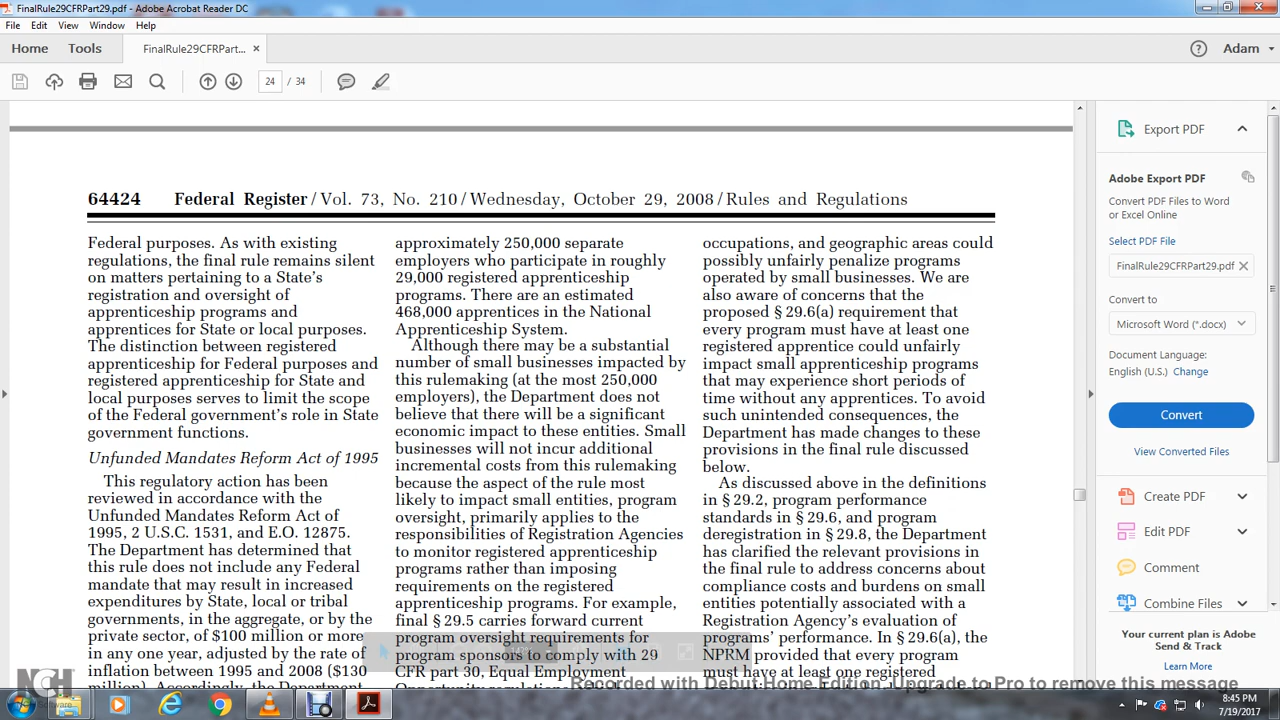 FinalRule29CFRPart29.pdf - Adobe Acrobat Reader DC
File Edit View Window Help
Home Tools FinalRule29CFRPart... × Adam
24 / 34
64424 Federal Register / Vol. 73, No. 210 / Wednesday, October 29, 2008 / Rules and Regulations
Federal purposes. As with existing
regulations, the final rule remains silent
on matters pertaining to a State's
registration and oversight of
apprenticeship programs and
apprentices for State or local purposes.
The distinction between registered
apprenticeship for Federal purposes and
registered apprenticeship for State and
local purposes serves to limit the scope
of the Federal government's role in State
government functions.
Unfunded Mandates Reform Act of 1995
This regulatory action has been
reviewed in accordance with the
Unfunded Mandates Reform Act of
1995, 2 U.S.C. 1531, and E.O. 12875.
The Department has determined that
this rule does not include any Federal
mandate that may result in increased
expenditures by State, local or tribal
governments, in the aggregate, or by the
private sector, of $100 million or more
in any one year, adjusted by the rate of
inflation between 1995 and 2008 ($130
million). Accordingly, the Department
approximately 250,000 separate
employers who participate in roughly
29,000 registered apprenticeship
programs. There are an estimated
468,000 apprentices in the National
Apprenticeship System.
Although there may be a substantial
number of small businesses impacted by
this rulemaking (at the most 250,000
employers), the Department does not
believe that there will be a significant
economic impact to these entities. Small
businesses will not incur additional
incremental costs from this rulemaking
because the aspect of the rule most
likely to impact small entities, program
oversight, primarily applies to the
responsibilities of Registration Agencies
to monitor registered apprenticeship
programs rather than imposing
requirements on the registered
apprenticeship programs. For example,
final § 29.5 carries forward current
program oversight requirements for
program sponsors to comply with 29
CFR part 30, Equal Employment
occupations, and geographic areas could
possibly unfairly penalize programs
operated by small businesses. We are
also aware of concerns that the
proposed § 29.6(a) requirement that
every program must have at least one
registered apprentice could unfairly
impact small apprenticeship programs
that may experience short periods of
time without any apprentices. To avoid
such unintended consequences, the
Department has made changes to these
provisions in the final rule discussed
below.
As discussed above in the definitions
in § 29.2, program performance
standards in § 29.6, and program
deregistration in § 29.8, the Department
has clarified the relevant provisions in
the final rule to address concerns about
compliance costs and burdens on small
entities potentially associated with a
Registration Agency's evaluation of
programs' performance. In § 29.6(a), the
NPRM provided that every program
must have at least one registered
Export PDF
Adobe Export PDF
Convert PDF Files to Word
or Excel Online
Select PDF File
FinalRule29CFRPart29.pdf ×
Convert to
Microsoft Word (*.docx)
Document Language:
English (U.S.) Change
Convert
View Converted Files
Create PDF
Edit PDF
Comment
Combine Files
Your current plan is Adobe
Send & Track
Learn More
Recorded with Debut Home Edition. Upgrade to Pro to remove this message
NCH
Software
8:45 PM
7/19/2017